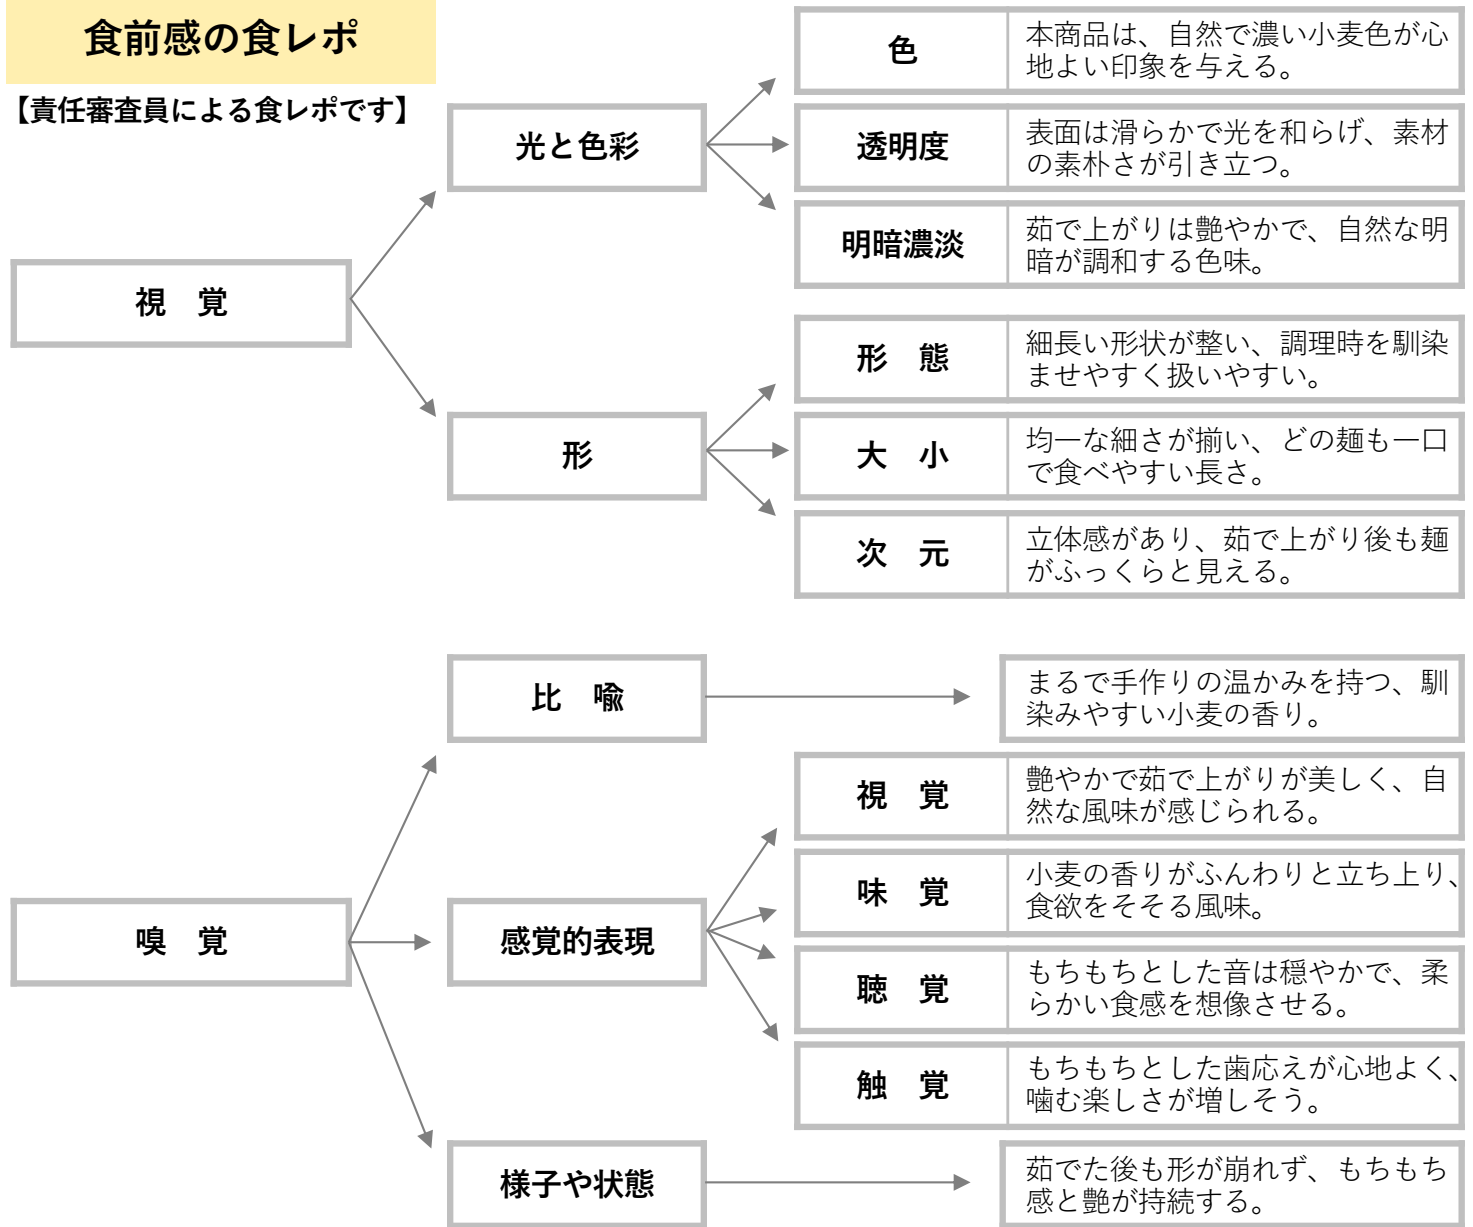 食前感の食レポ
【責任審査員による食レポです】
視　覚
光と色彩
色
本商品は、自然で濃い小麦色が心
地よい印象を与える。
透明度
表面は滑らかで光を和らげ、素材
の素朴さが引き立つ。
明暗濃淡
茹で上がりは艶やかで、自然な明
暗が調和する色味。
形
形　態
細長い形状が整い、調理時を馴染
ませやすく扱いやすい。
大　小
均一な細さが揃い、どの麺も一口
で食べやすい長さ。
次　元
立体感があり、茹で上がり後も麺
がふっくらと見える。
嗅　覚
比　喩
まるで手作りの温かみを持つ、馴
染みやすい小麦の香り。
感覚的表現
視　覚
艶やかで茹で上がりが美しく、自
然な風味が感じられる。
味　覚
小麦の香りがふんわりと立ち上り、
食欲をそそる風味。
聴　覚
もちもちとした音は穏やかで、柔
らかい食感を想像させる。
触　覚
もちもちとした歯応えが心地よく、
噛む楽しさが増しそう。
様子や状態
茹でた後も形が崩れず、もちもち
感と艶が持続する。